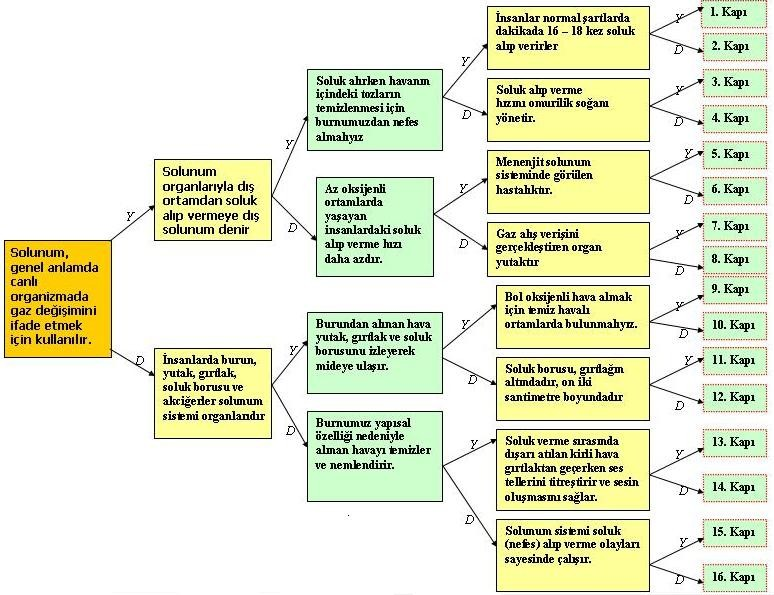 Solunum,
genel anlamda
canlı
organizmada
gaz değişimini
ifade etmek
için kullanılır.
Y
D
Solunum
organlarıyla dış
ortamdan soluk
alıp vermeye dış
solunum denir
Y
D
İnsanlarda burun,
yutak, gırtlak,
soluk borusu ve
akciğerler solunum
sistemi organlarıdır
Y
D
Soluk alırken havanın
içindeki tozların
temizlenmesi için
burnumuzdan nefes
almalıyız
Y
D
Az oksijenli
ortamlarda
yaşayan
insanlardaki soluk
alıp verme hızı
daha azdır.
Y
D
Burundan alınan hava
yutak, gırtlak ve soluk
borusunu izleyerek
mideye ulaşır.
Y
D
Burnumuz yapısal
özelliği nedeniyle
alınan havayı temizler
ve nemlendirir.
Y
D
İnsanlar normal şartlarda
dakikada 16 – 18 kez soluk
alıp verirler
Y
D
Soluk alıp verme
hızını omurilik soğanı
yönetir.
Y
D
Menenjit solunum
sisteminde görülen
hastalıktır.
Y
D
Gaz alış verişini
gerçekleştiren organ
yutaktır
Y
D
Bol oksijenli hava almak
için temiz havalı
ortamlarda bulunmalıyız.
Y
D
Soluk borusu, gırtlağın
altındadır, on iki
santimetre boyundadır
Y
D
Soluk verme sırasında
dışarı atılan kirli hava
gırtlaktan geçerken ses
tellerini titreştirir ve sesin
oluşmasını sağlar.
Y
D
Solunum sistemi soluk
(nefes) alıp verme olayları
sayesinde çalışır.
Y
D
1. Kapı
2. Kapı
3. Kapı
4. Kapı
5. Kapı
6. Kapı
7. Kapı
8. Kapı
9. Kapı
10. Kapı
11. Kapı
12. Kapı
13. Kapı
14. Kapı
15. Kapı
16. Kapı